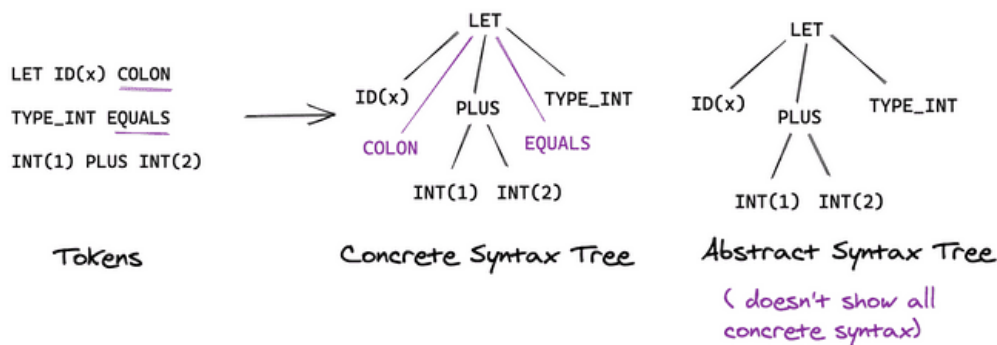 LET ID(x) COLON
TYPE_INT EQUALS
INT(1) PLUS INT(2)
Tokens
LET
ID(x)
PLUS
TYPE_INT
COLON
EQUALS
INT(1) INT(2)
Concrete Syntax Tree
LET
ID(x)
PLUS
TYPE_INT
INT(1) INT(2)
Abstract Syntax Tree
( doesn't show all
concrete syntax)